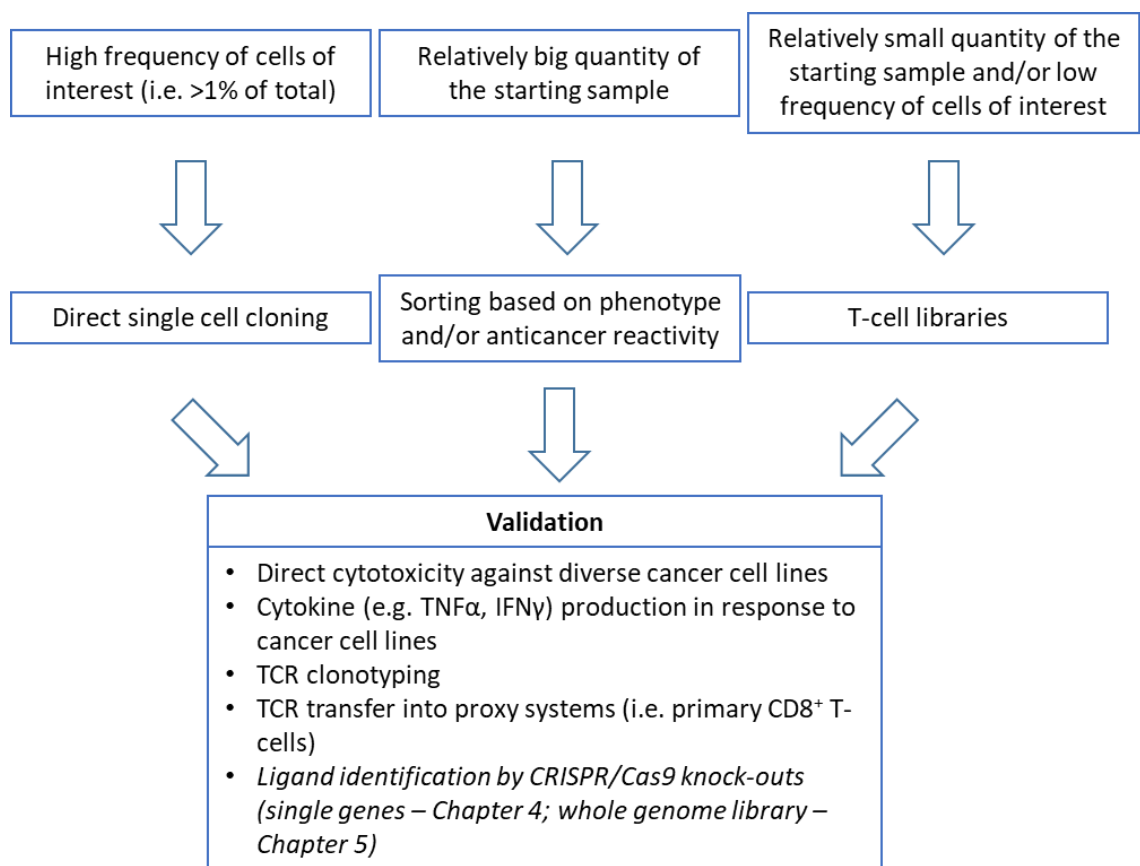 High frequency of cells of
interest (i.e. >1% of total)
Relatively big quantity of
the starting sample
Relatively small quantity of the
starting sample and/or low
frequency of cells of interest
Direct single cell cloning
Sorting based on phenotype
and/or anticancer reactivity
T-cell libraries
Validation
• Direct cytotoxicity against diverse cancer cell lines
• Cytokine (e.g. TNFα, IFNγ) production in response to
cancer cell lines
• TCR clonotyping
• TCR transfer into proxy systems (i.e. primary CD8⁺ T-
cells)
• Ligand identification by CRISPR/Cas9 knock-outs
(single genes – Chapter 4; whole genome library –
Chapter 5)